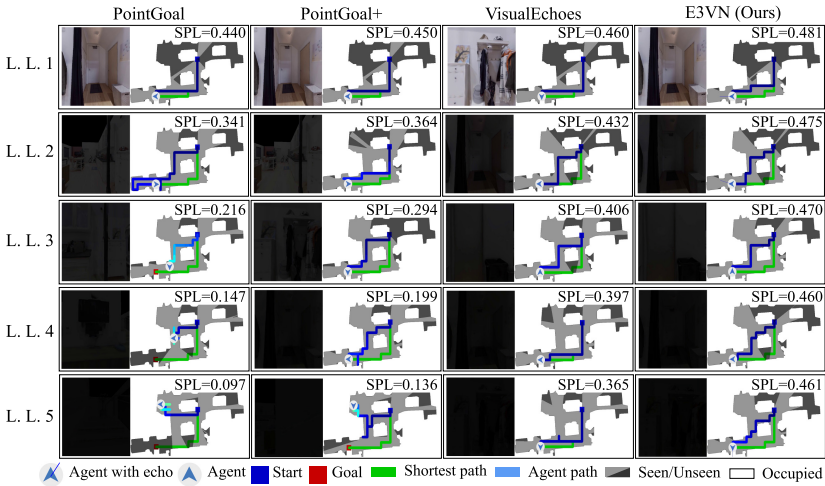 PointGoal PointGoal+ VisualEchoes E3VN (Ours)
L. L. 1 SPL=0.440 SPL=0.450 SPL=0.460 SPL=0.481
L. L. 2 SPL=0.341 SPL=0.364 SPL=0.432 SPL=0.475
L. L. 3 SPL=0.216 SPL=0.294 SPL=0.406 SPL=0.470
L. L. 4 SPL=0.147 SPL=0.199 SPL=0.397 SPL=0.460
L. L. 5 SPL=0.097 SPL=0.136 SPL=0.365 SPL=0.461
Agent with echo Agent Start Goal Shortest path Agent path Seen/Unseen Occupied